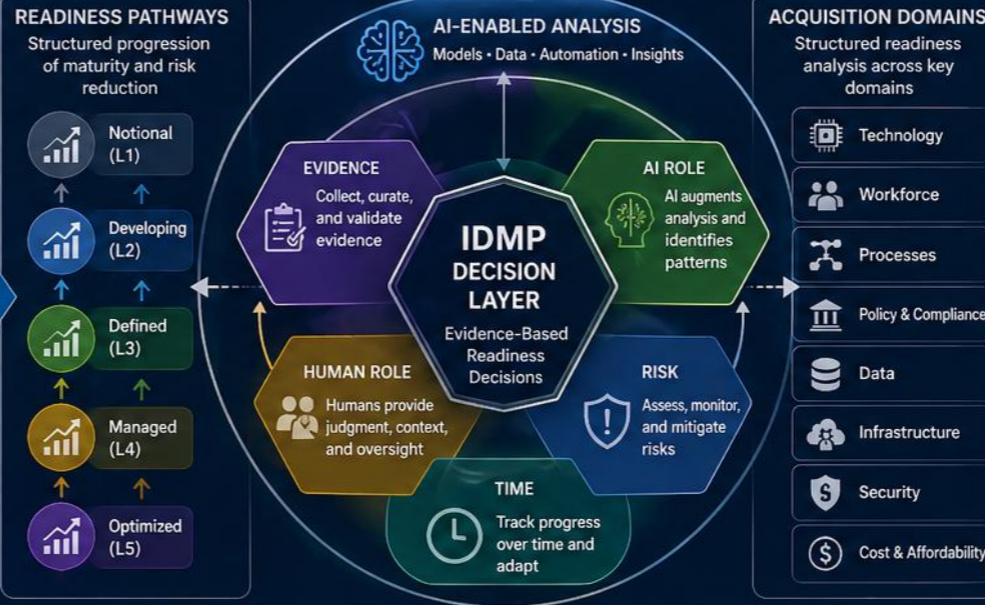 READINESS PATHWAYS
Structured progression
of maturity and risk
reduction
Notional
(L1)
Developing
(L2)
Defined
(L3)
Managed
(L4)
Optimized
(L5)
AI-ENABLED ANALYSIS
Models • Data • Automation • Insights
EVIDENCE
Collect, curate,
and validate
evidence
AI ROLE
AI augments
analysis and
identifies
patterns
IDMP
DECISION
LAYER
Evidence-Based
Readiness
Decisions
HUMAN ROLE
Humans provide
judgment, context,
and oversight
RISK
Assess, monitor,
and mitigate
risks
TIME
Track progress
over time and
adapt
ACQUISITION DOMAINS
Structured readiness
analysis across key
domains
Technology
Workforce
Processes
Policy & Compliance
Data
Infrastructure
S
Security
$
Cost & Affordability